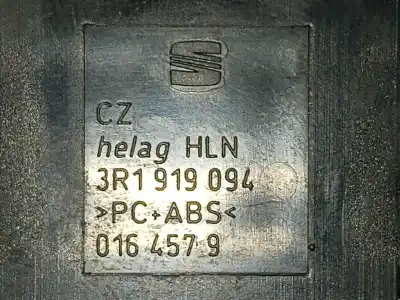 CZ
helag HLN
3R1 919 094
>PC+ABS<
016 457 9